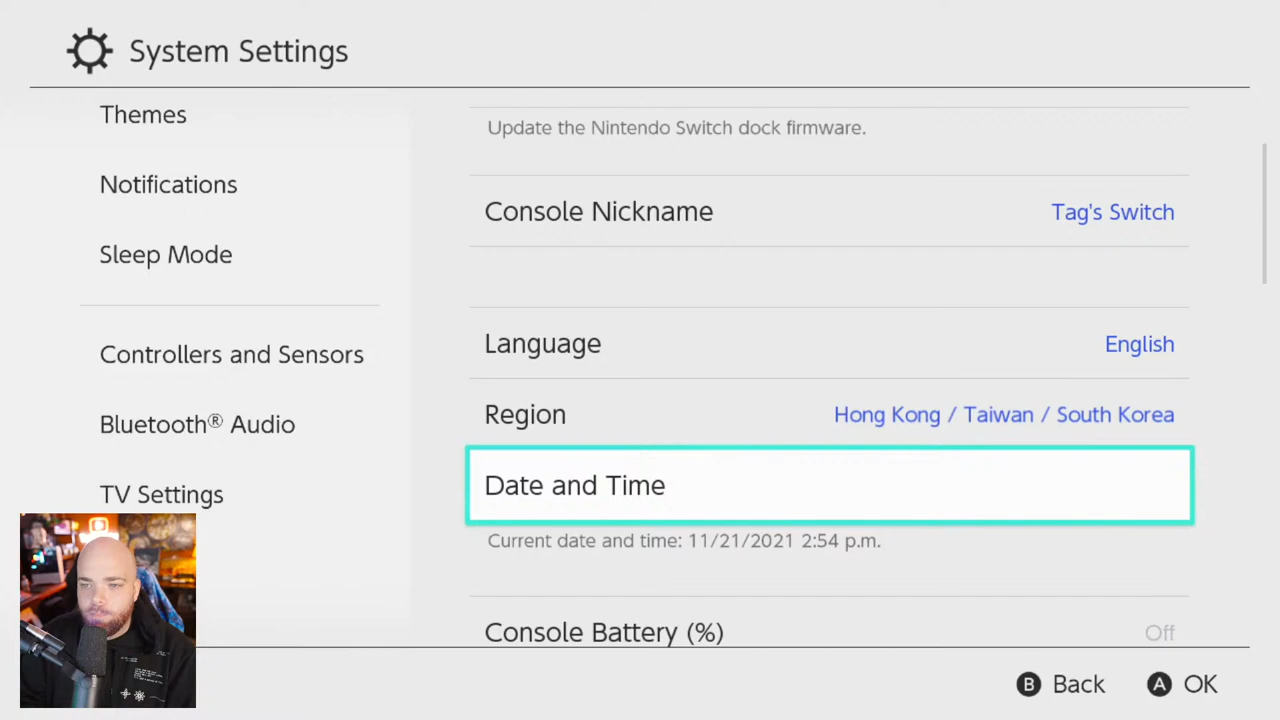 System Settings
Themes
Notifications
Sleep Mode
Controllers and Sensors
Bluetooth® Audio
TV Settings
Update the Nintendo Switch dock firmware.
Console Nickname Tag's Switch
Language English
Region Hong Kong / Taiwan / South Korea
Date and Time
Current date and time: 11/21/2021 2:54 p.m.
Console Battery (%) Off
B Back A OK